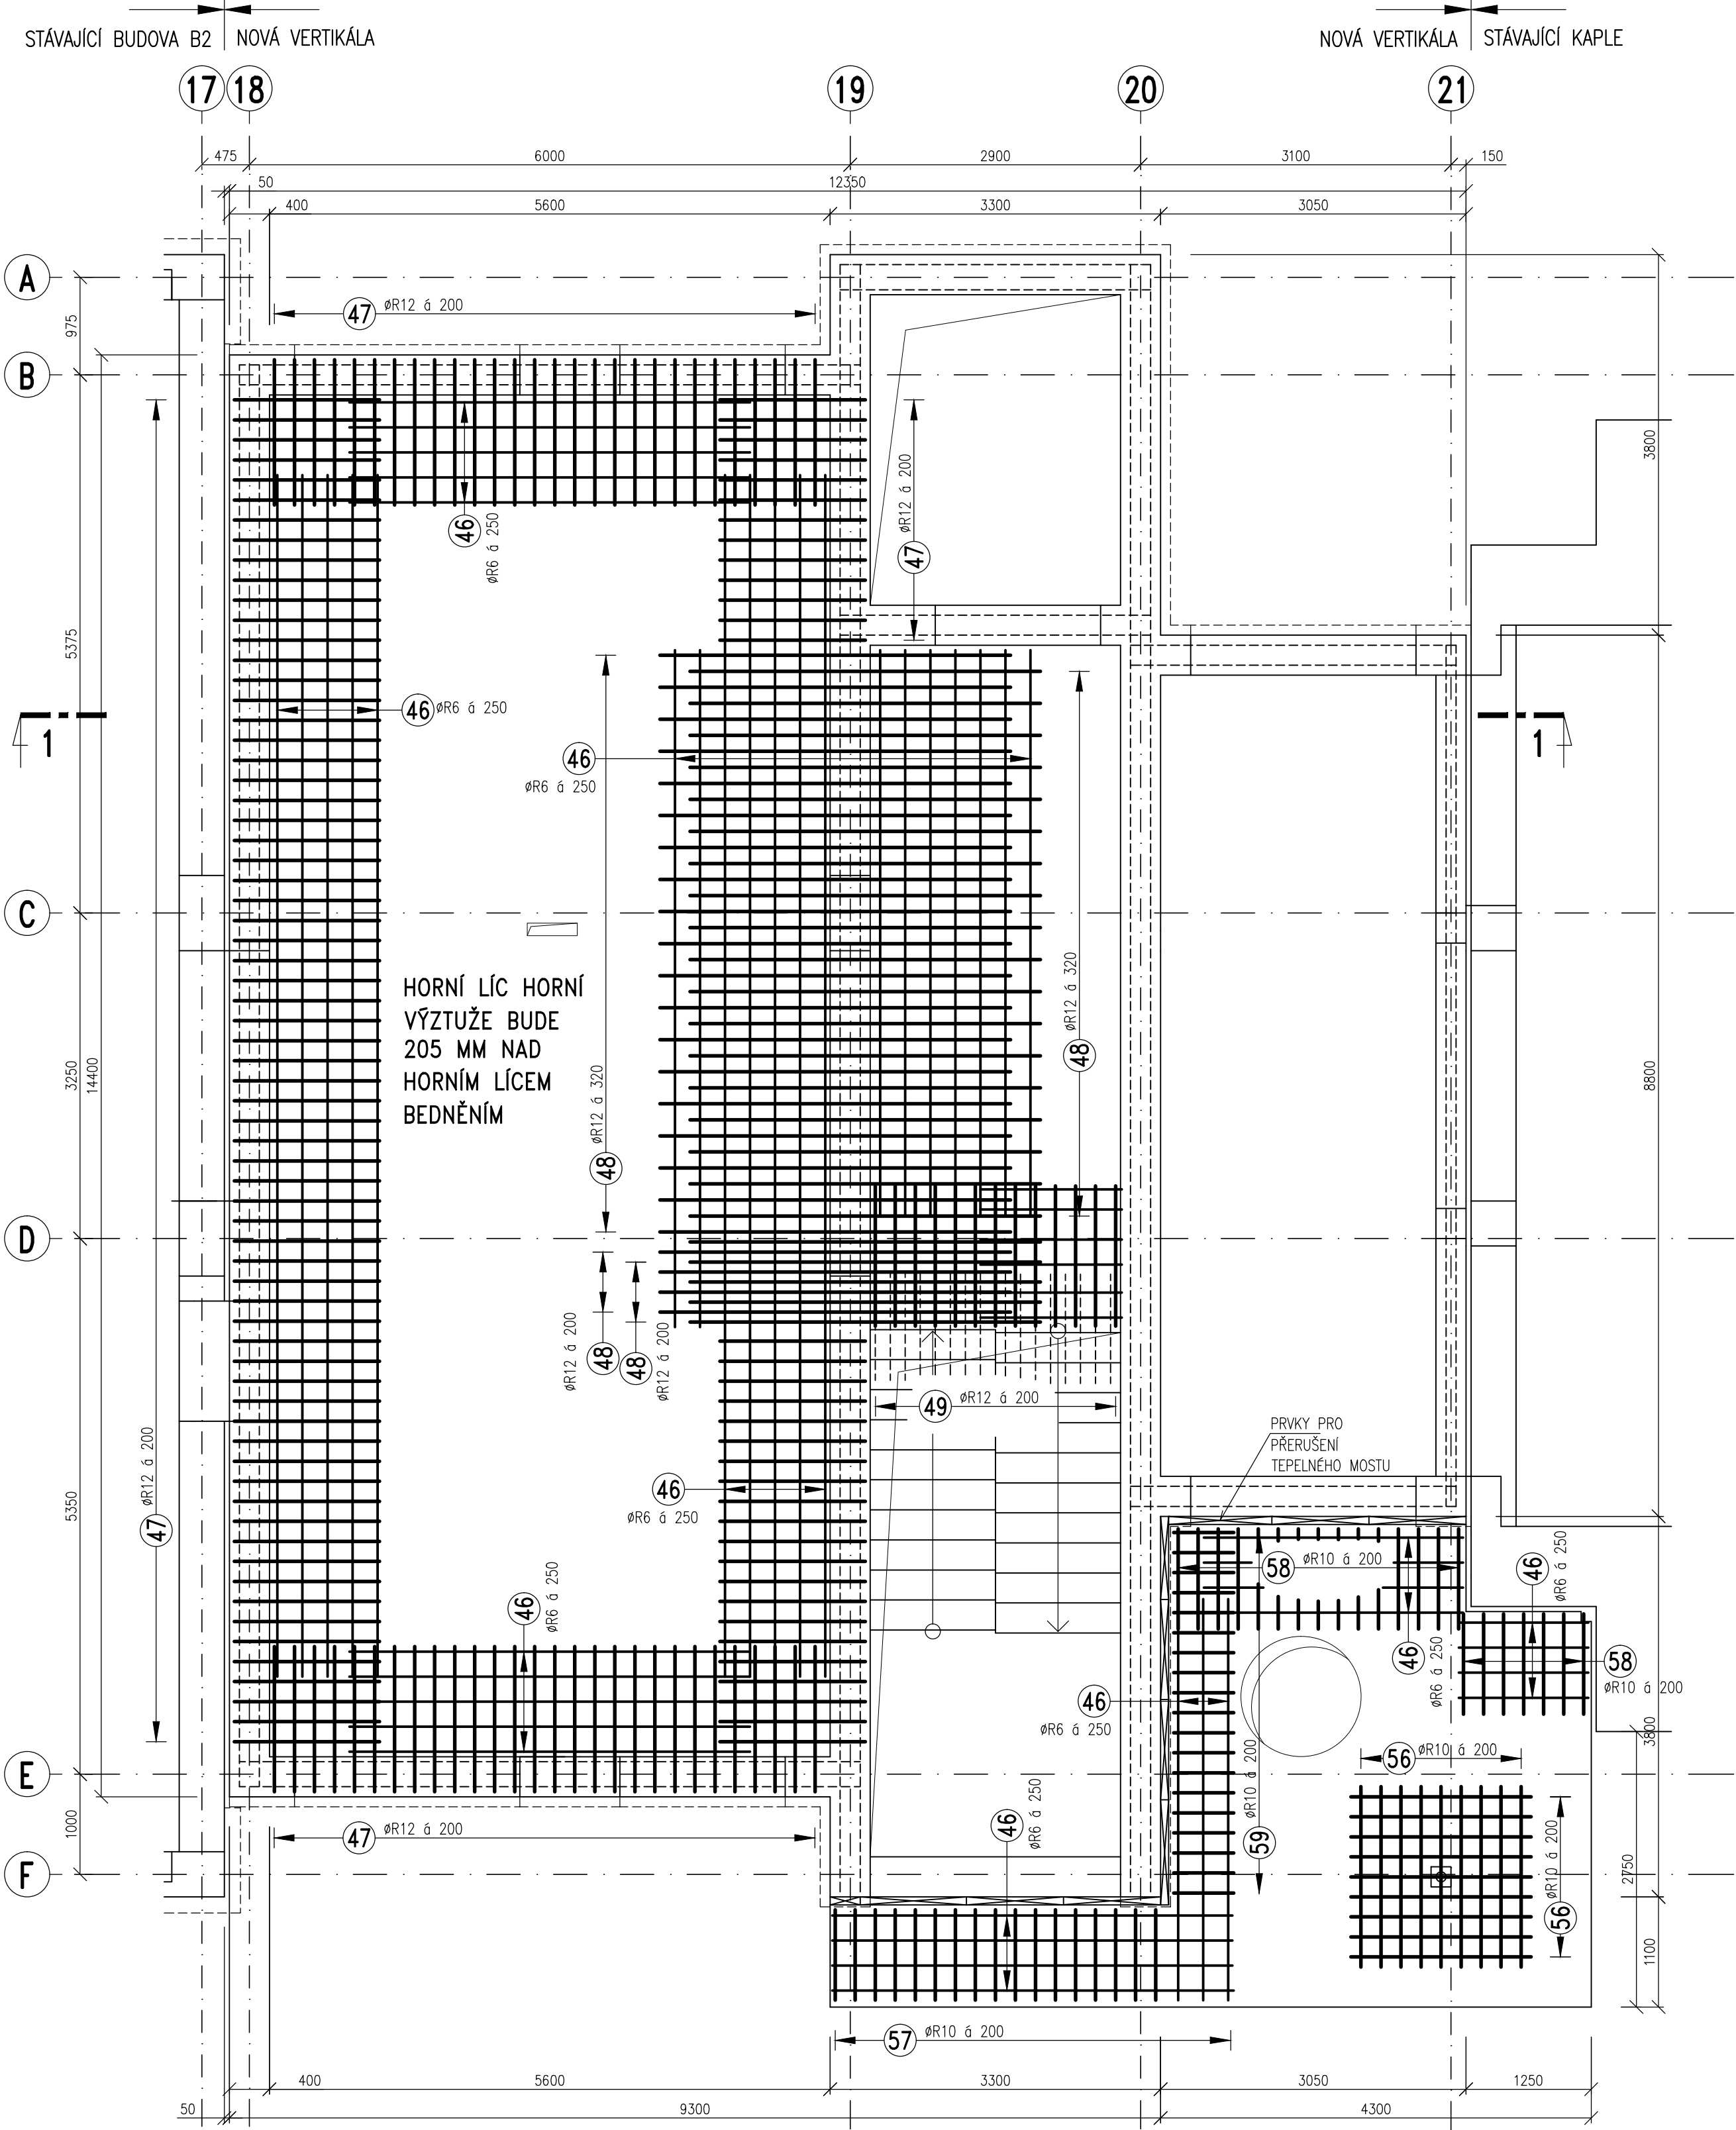 STÁVAJÍCÍ BUDOVA B2
NOVÁ VERTIKÁLA
NOVÁ VERTIKÁLA
STÁVAJÍCÍ KAPLE
17
18
19
20
21
475
6000
2900
3100
150
50
12350
400
5600
3300
3050
A
B
C
D
E
F
975
5375
3250
14400
5350
1000
3800
8800
3800
2750
1100
47
øR12 á 200
46
øR6 á 250
47
øR12 á 200
46
øR6 á 250
46
øR6 á 250
1
1
HORNÍ LÍC HORNÍ
VÝZTUŽE BUDE
205 MM NAD
HORNÍM LÍCEM
BEDNĚNÍM
48
øR12 á 320
48
øR12 á 320
48
øR12 á 200
48
øR12 á 200
49
øR12 á 200
47
øR12 á 200
46
øR6 á 250
46
øR6 á 250
PRVKY PRO
PŘERUŠENÍ
TEPELNÉHO MOSTU
58
øR10 á 200
46
øR6 á 250
46
øR6 á 250
58
øR10 á 200
46
øR6 á 250
59
øR10 á 200
56
øR10 á 200
56
øR10 á 200
46
øR6 á 250
47
øR12 á 200
57
øR10 á 200
400
5600
3300
3050
1250
50
9300
4300